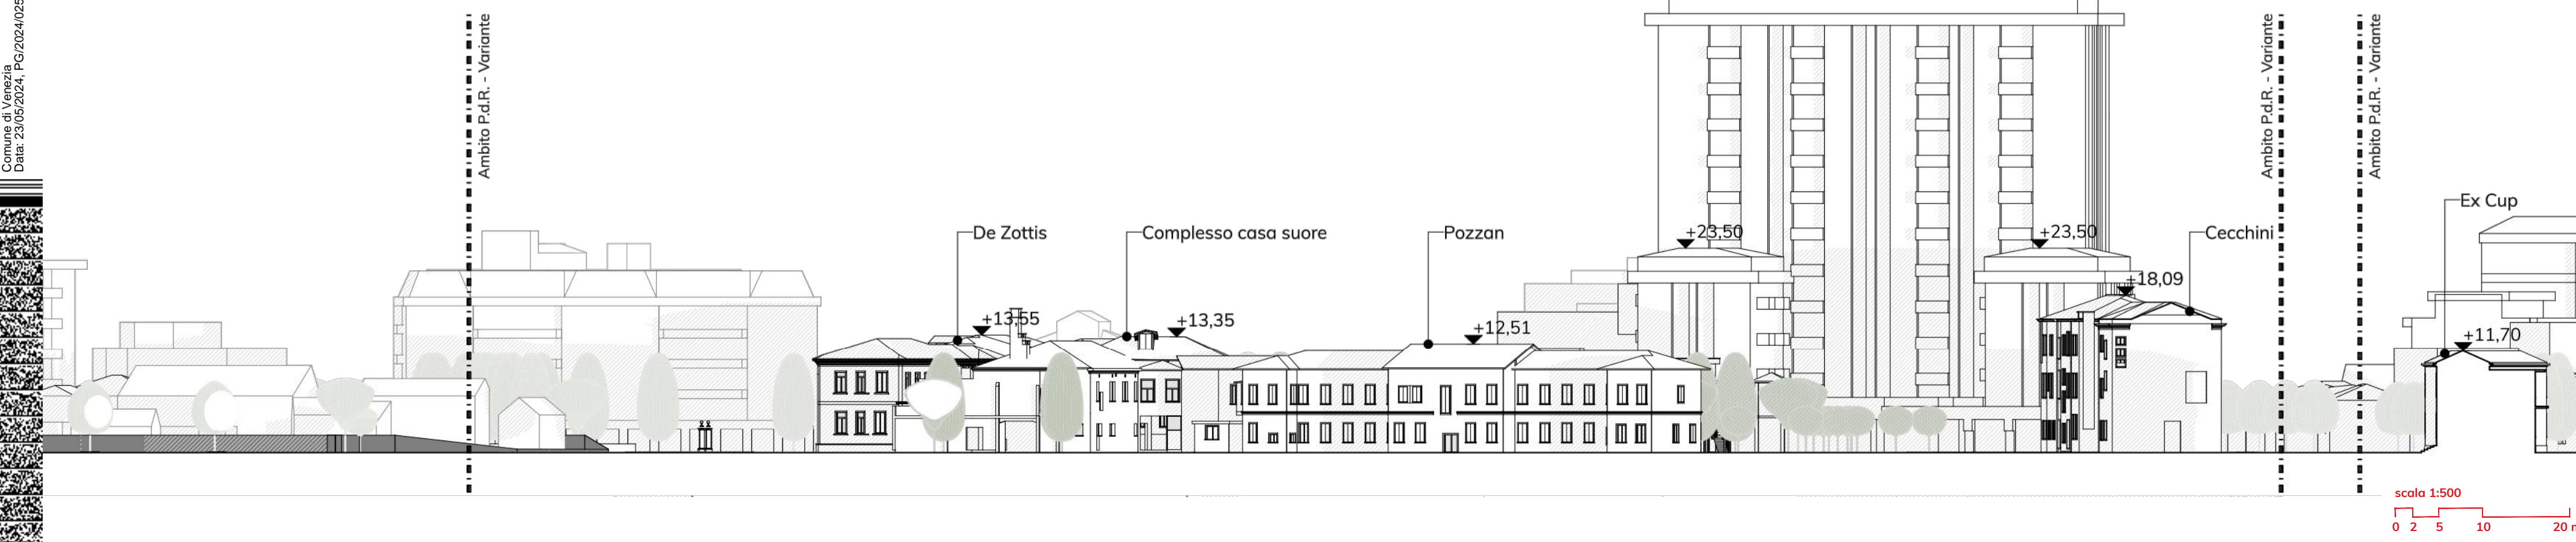 Comune di Venezia
Data: 23/05/2024, PG/2024/025
Ambito P.d.R. - Variante
De Zottis
Complesso casa suore
Pozzan
+23,50
+23,50
Cecchini
Ambito P.d.R. - Variante
Ambito P.d.R. - Variante
Ex Cup
+13,55
+13,35
+12,51
+18,09
+11,70
scala 1:500
0 2 5 10 20 m